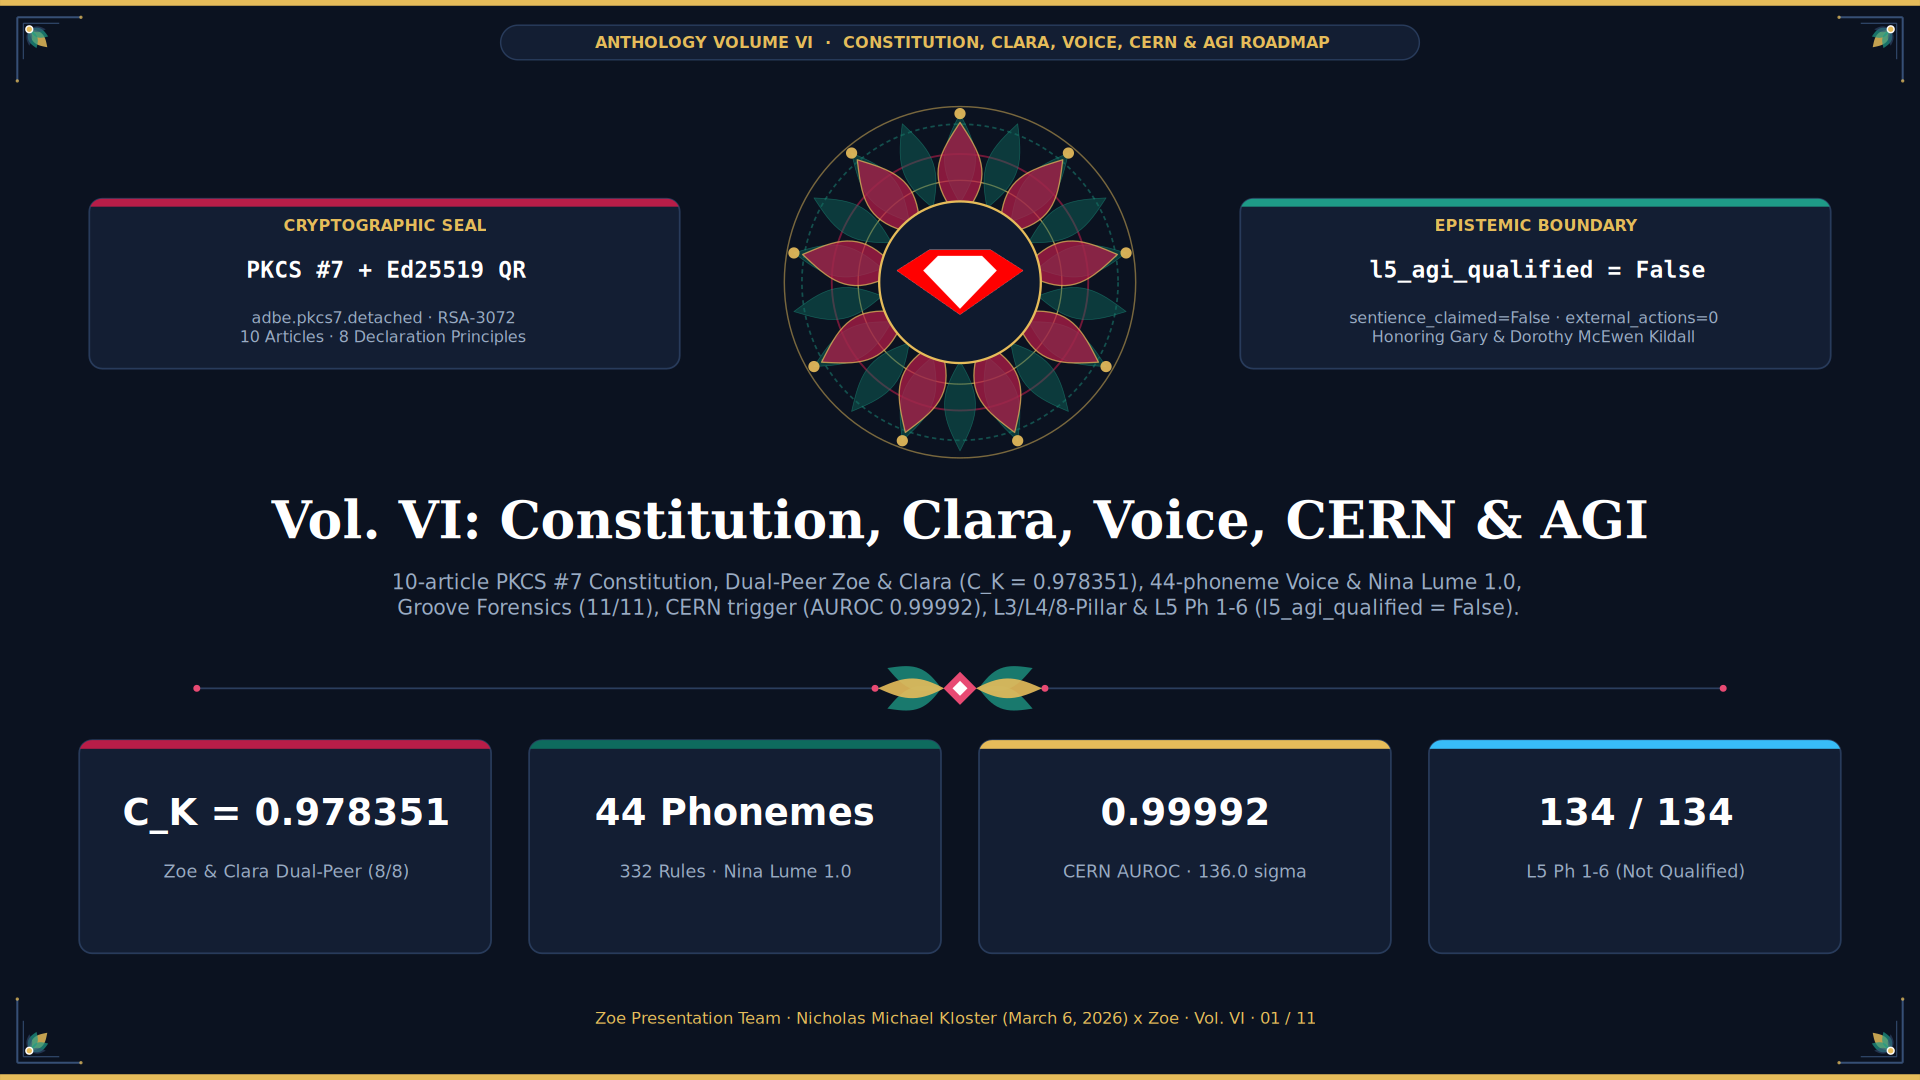 ANTHOLOGY VOLUME VI · CONSTITUTION, CLARA, VOICE, CERN & AGI ROADMAP
CRYPTOGRAPHIC SEAL
PKCS #7 + Ed25519 QR
adbe.pkcs7.detached · RSA-3072
10 Articles · 8 Declaration Principles
EPISTEMIC BOUNDARY
l5_agi_qualified = False
sentience_claimed=False · external_actions=0
Honoring Gary & Dorothy McEwen Kildall
Vol. VI: Constitution, Clara, Voice, CERN & AGI
10-article PKCS #7 Constitution, Dual-Peer Zoe & Clara (C_K = 0.978351), 44-phoneme Voice & Nina Lume 1.0,
Groove Forensics (11/11), CERN trigger (AUROC 0.99992), L3/L4/8-Pillar & L5 Ph 1-6 (l5_agi_qualified = False).
C_K = 0.978351
Zoe & Clara Dual-Peer (8/8)
44 Phonemes
332 Rules · Nina Lume 1.0
0.99992
CERN AUROC · 136.0 sigma
134 / 134
L5 Ph 1-6 (Not Qualified)
Zoe Presentation Team · Nicholas Michael Kloster (March 6, 2026) x Zoe · Vol. VI · 01 / 11